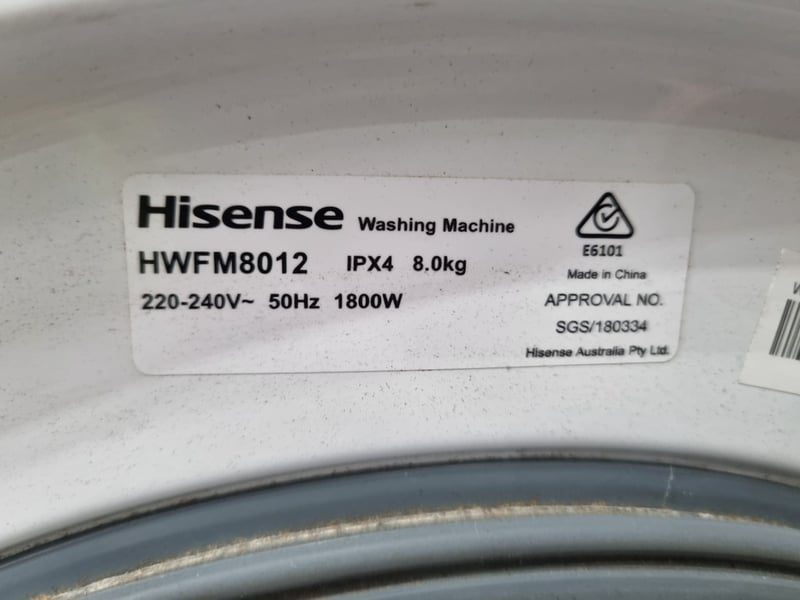 Hisense Washing Machine
HWFM8012 IPX4 8.0kg
220-240V~ 50Hz 1800W
E6101
Made in China
APPROVAL NO.
SGS/180334
Hisense Australia Pty Ltd.